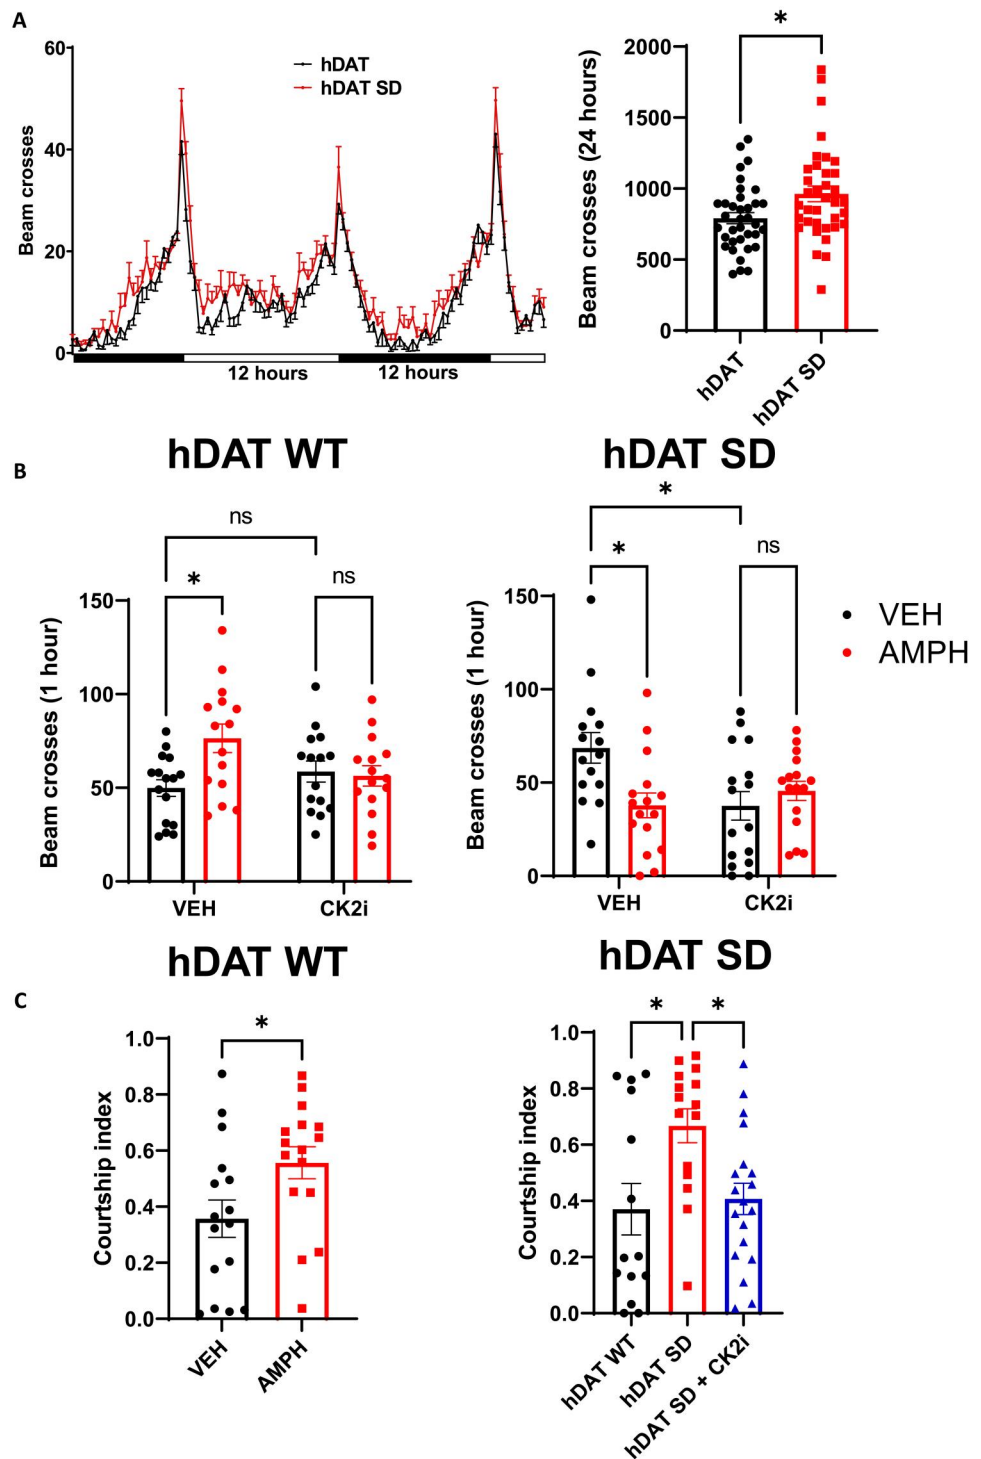 A
60
40
20
0
Beam crosses
hDAT
hDAT SD
12 hours
12 hours
*
2000
1500
1000
500
0
Beam crosses (24 hours)
hDAT
hDAT SD
hDAT WT
hDAT SD
B
ns
*
ns
150
100
50
0
Beam crosses (1 hour)
VEH
CK2i
*
*
ns
150
100
50
0
Beam crosses (1 hour)
VEH
CK2i
VEH
AMPH
hDAT WT
hDAT SD
C
*
1.0
0.8
0.6
0.4
0.2
0.0
Courtship index
VEH
AMPH
*
*
1.0
0.8
0.6
0.4
0.2
0.0
Courtship index
hDAT WT
hDAT SD
hDAT SD + CK2i